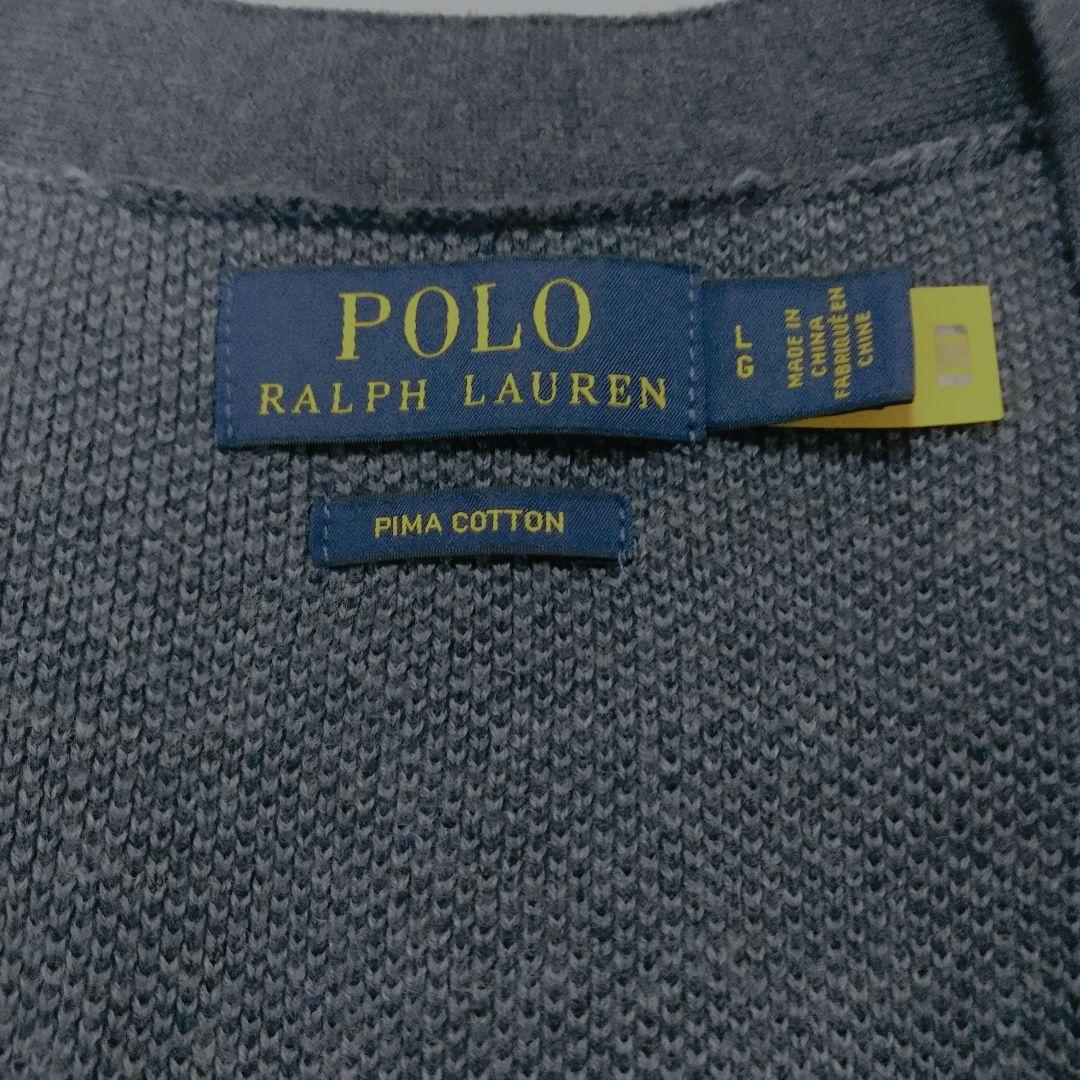 POLO
RALPH LAUREN
L
G
MADE IN
CHINA
FABRIQUÉ EN
CHINE
PIMA COTTON